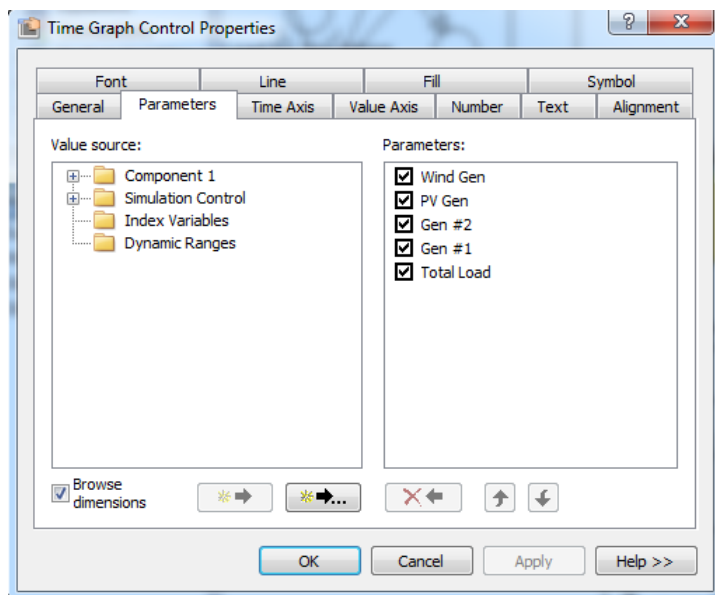 Time Graph Control Properties
Font Line Fill Symbol
General Parameters Time Axis Value Axis Number Text Alignment
Value source: Parameters:
Component 1
Simulation Control
Index Variables
Dynamic Ranges
Wind Gen
PV Gen
Gen #2
Gen #1
Total Load
Browse
dimensions
...
OK Cancel Apply Help >>